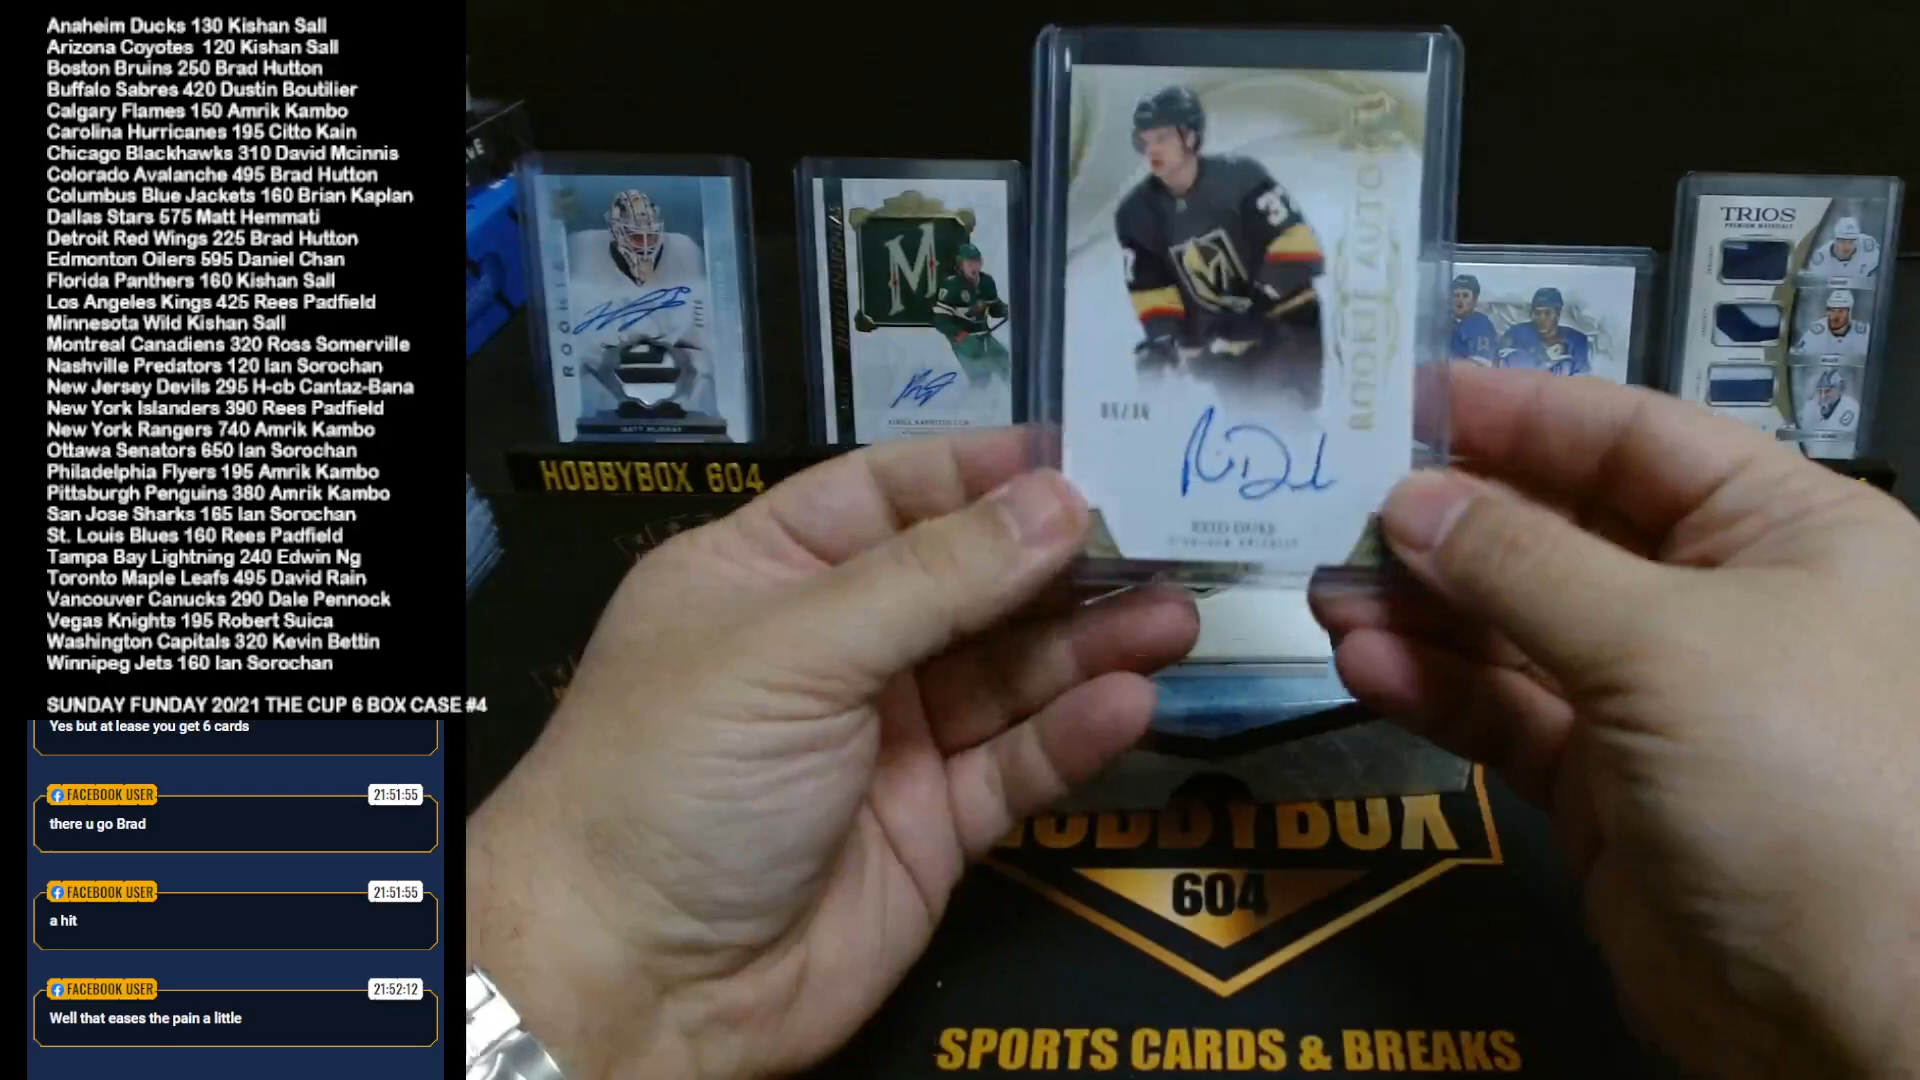 Anaheim Ducks 130 Kishan Sall
Arizona Coyotes 120 Kishan Sall
Boston Bruins 250 Brad Hutton
Buffalo Sabres 420 Dustin Boutilier
Calgary Flames 150 Amrik Kambo
Carolina Hurricanes 195 Citto Kain
Chicago Blackhawks 310 David Mcinnis
Colorado Avalanche 495 Brad Hutton
Columbus Blue Jackets 160 Brian Kaplan
Dallas Stars 575 Matt Hemmati
Detroit Red Wings 225 Brad Hutton
Edmonton Oilers 595 Daniel Chan
Florida Panthers 160 Kishan Sall
Los Angeles Kings 425 Rees Padfield
Minnesota Wild Kishan Sall
Montreal Canadiens 320 Ross Somerville
Nashville Predators 120 Ian Sorochan
New Jersey Devils 295 H-cb Cantaz-Bana
New York Islanders 390 Rees Padfield
New York Rangers 740 Amrik Kambo
Ottawa Senators 650 Ian Sorochan
Philadelphia Flyers 195 Amrik Kambo
Pittsburgh Penguins 380 Amrik Kambo
San Jose Sharks 165 Ian Sorochan
St. Louis Blues 160 Rees Padfield
Tampa Bay Lightning 240 Edwin Ng
Toronto Maple Leafs 495 David Rain
Vancouver Canucks 290 Dale Pennock
Vegas Knights 195 Robert Suica
Washington Capitals 320 Kevin Bettin
Winnipeg Jets 160 Ian Sorochan
SUNDAY FUNDAY 20/21 THE CUP 6 BOX CASE #4
Yes but at lease you get 6 cards
FACEBOOK USER 21:51:55
there u go Brad
FACEBOOK USER 21:51:55
a hit
FACEBOOK USER 21:52:12
Well that eases the pain a little
ROOKIE
MATT MURRAY
HOBBYBOX 604
ROOKIE AUTO
REID DUKE
TRIOS
PREMIUM MATERIALS
HOBBYBOX
604
SPORTS CARDS & BREAKS